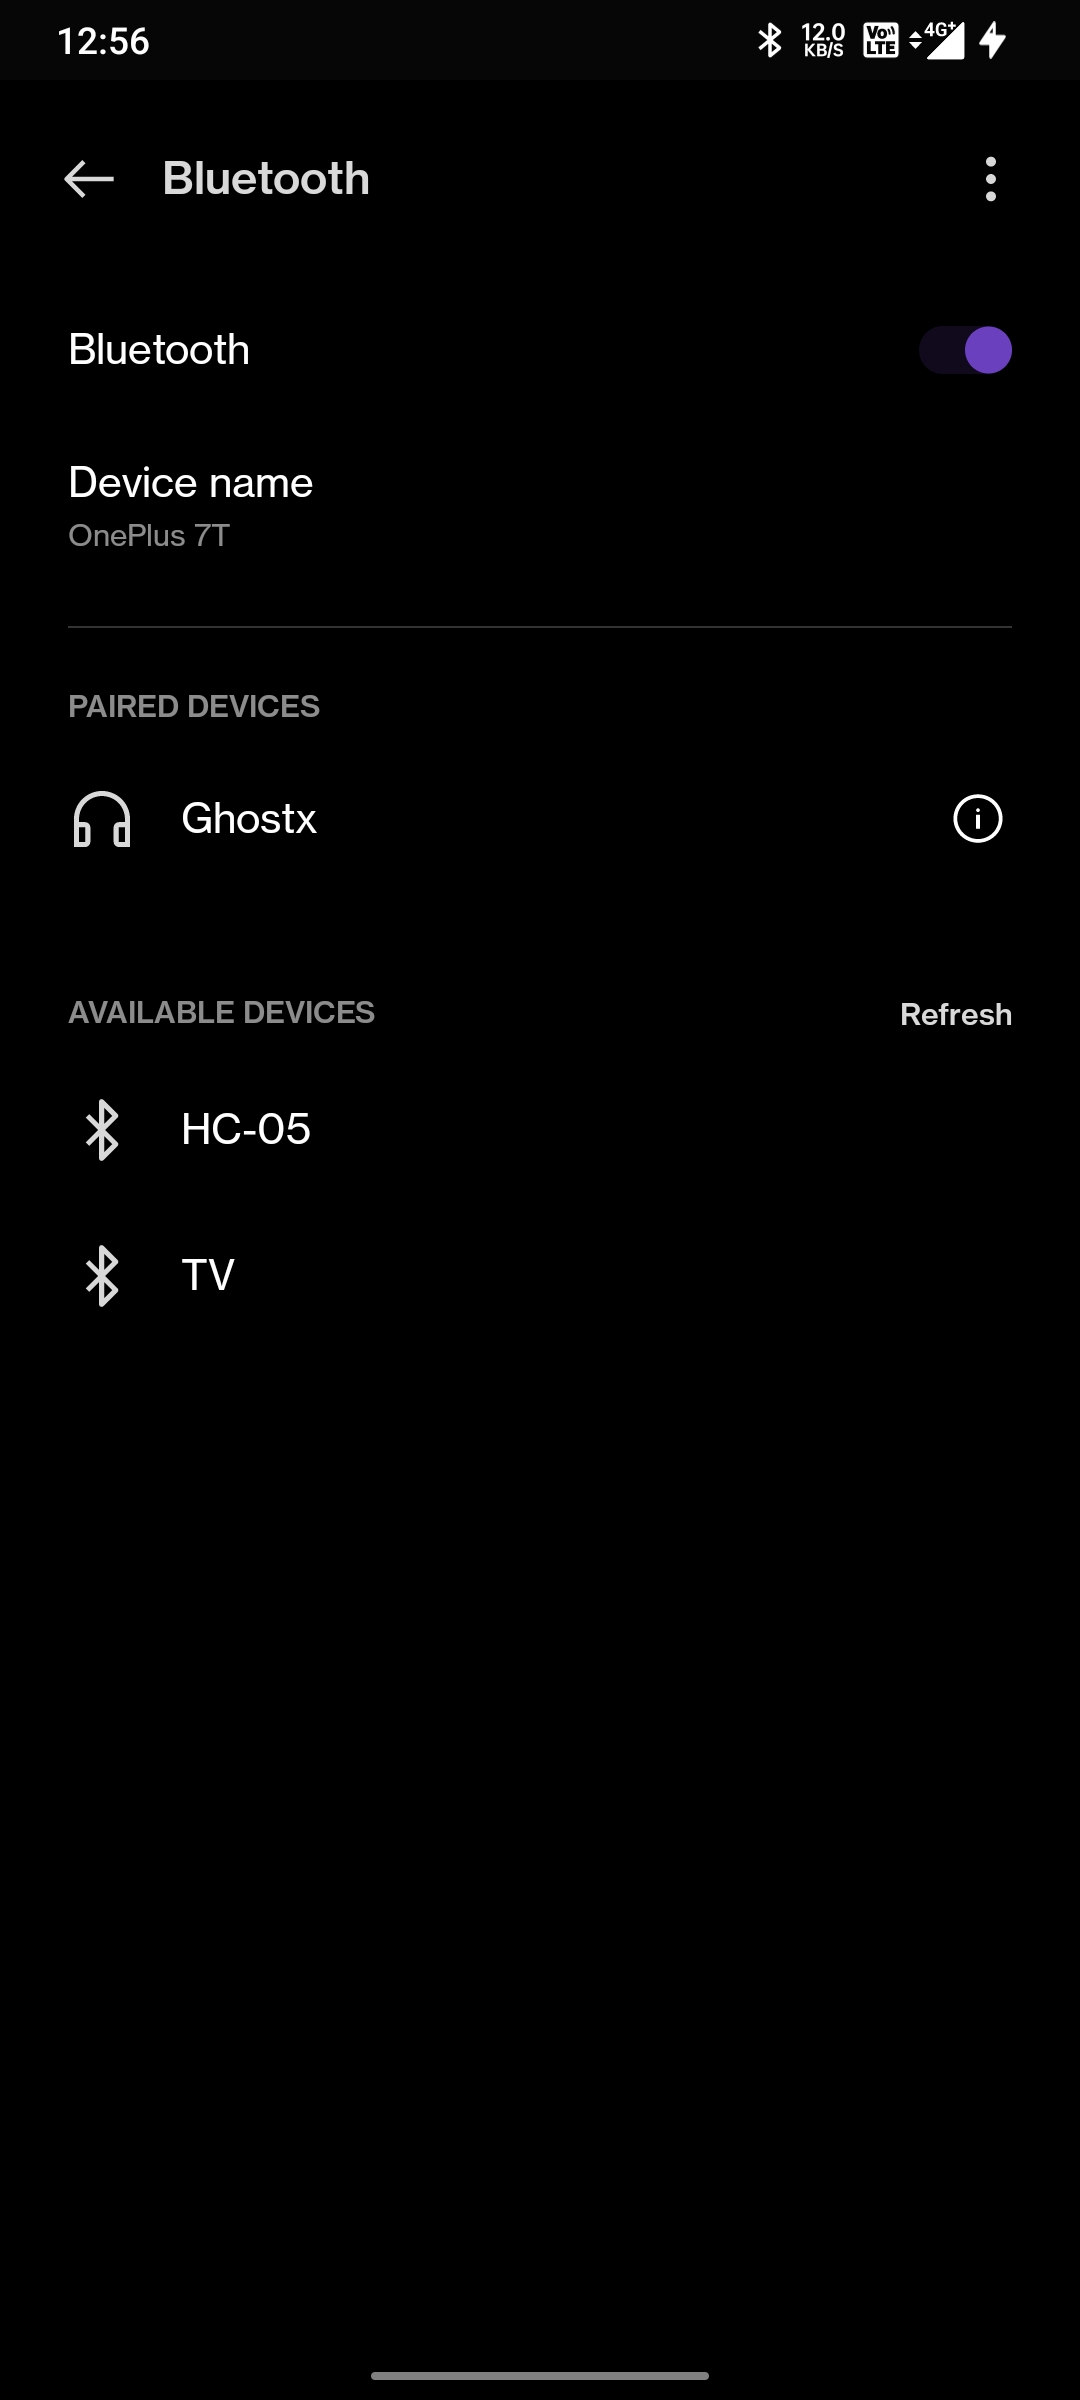 12:56
12.0
KB/S
Vo
LTE
4G+
Bluetooth
Bluetooth
Device name
OnePlus 7T
PAIRED DEVICES
Ghostx
AVAILABLE DEVICES
Refresh
HC-05
TV